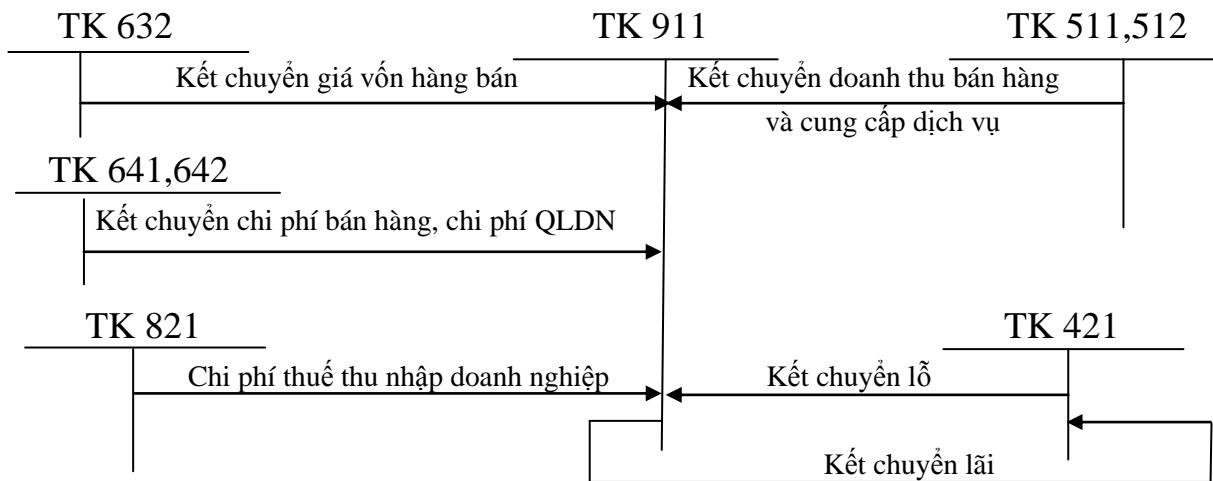 TK 632
TK 911
TK 511,512
Kết chuyển giá vốn hàng bán
Kết chuyển doanh thu bán hàng
và cung cấp dịch vụ
TK 641,642
Kết chuyển chi phí bán hàng, chi phí QLDN
TK 821
TK 421
Chi phí thuế thu nhập doanh nghiệp
Kết chuyển lỗ
Kết chuyển lãi